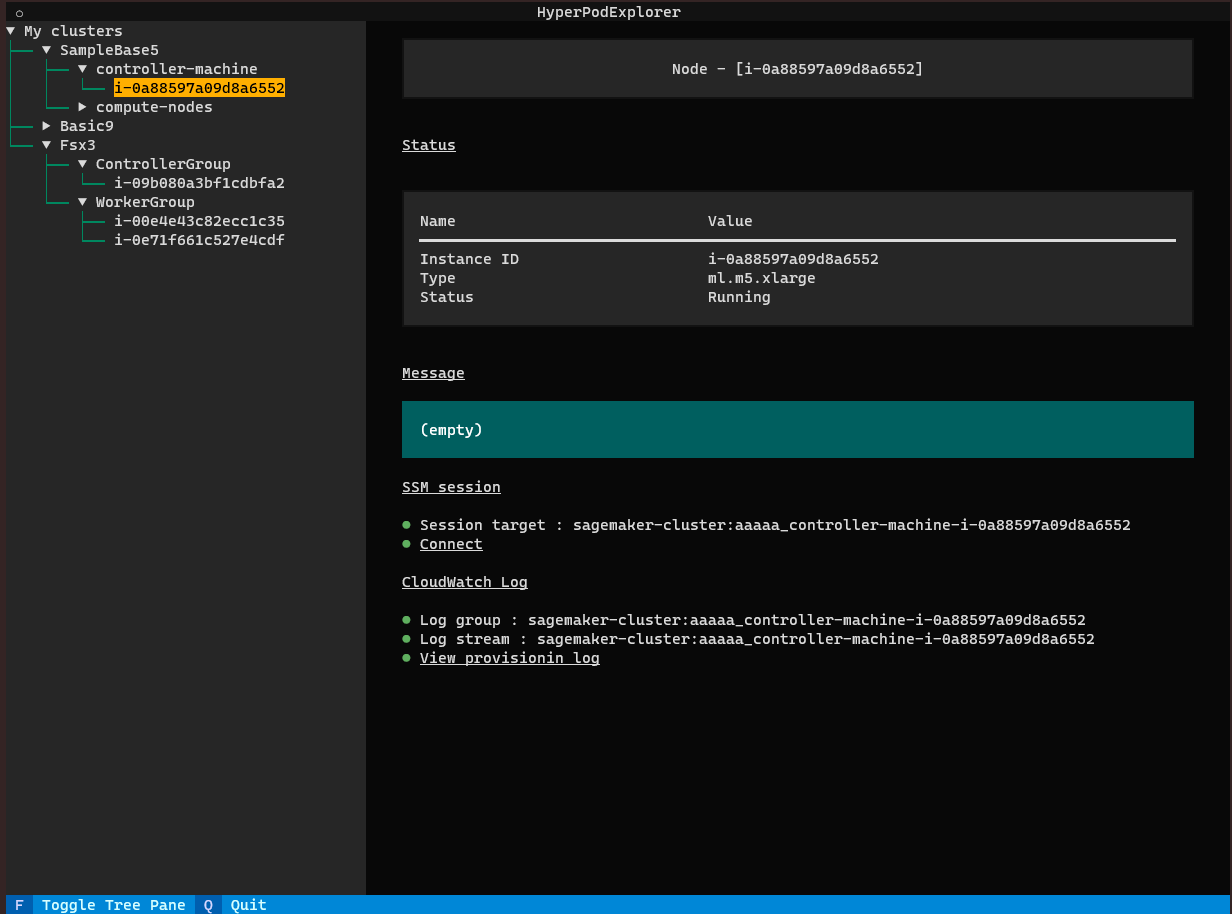 HyperPodExplorer
My clusters
SampleBase5
controller-machine
i-0a88597a09d8a6552
compute-nodes
Basic9
Fsx3
ControllerGroup
i-09b080a3bf1cdbfa2
WorkerGroup
i-00e4e43c82ecc1c35
i-0e71f661c527e4cdf
Node - [i-0a88597a09d8a6552]
Status
Name Value
Instance ID i-0a88597a09d8a6552
Type ml.m5.xlarge
Status Running
Message
(empty)
SSM session
Session target : sagemaker-cluster:aaaaa_controller-machine-i-0a88597a09d8a6552
Connect
CloudWatch Log
Log group : sagemaker-cluster:aaaaa_controller-machine-i-0a88597a09d8a6552
Log stream : sagemaker-cluster:aaaaa_controller-machine-i-0a88597a09d8a6552
View provisionin log
F Toggle Tree Pane Q Quit